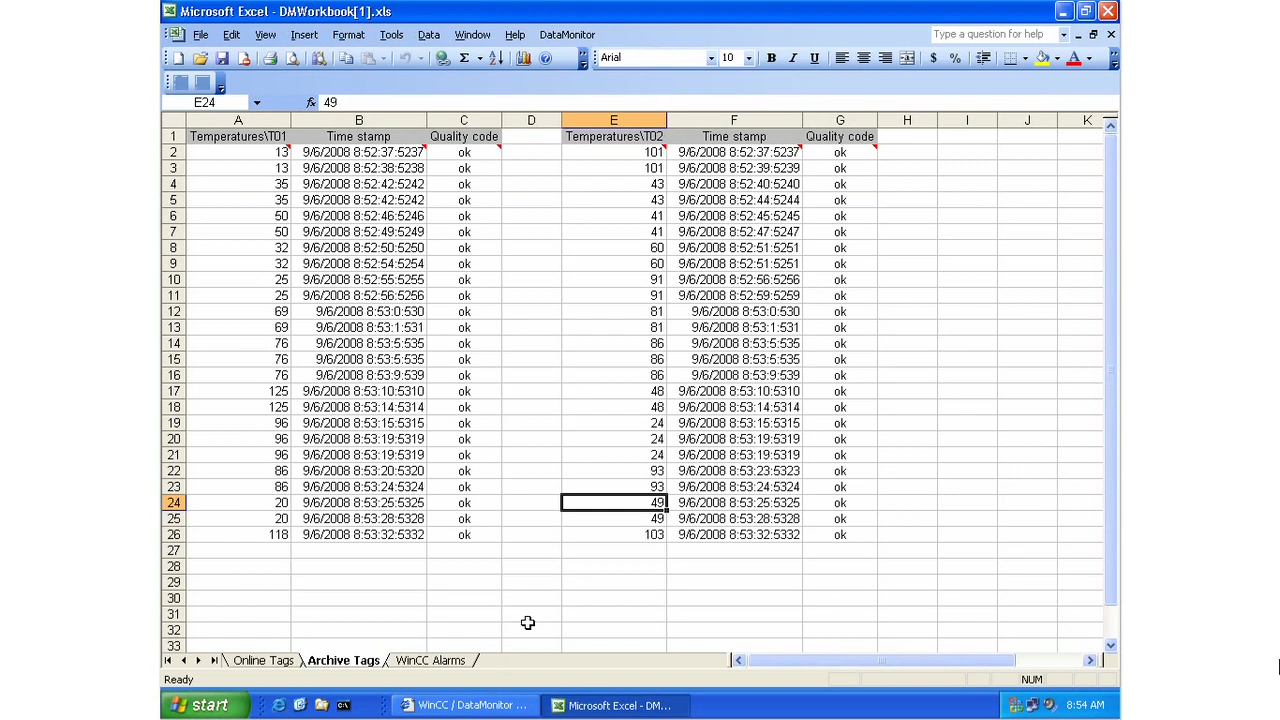 Microsoft Excel - DMWorkbook[1].xls
File Edit View Insert Format Tools Data Window Help DataMonitor
Type a question for help
Arial 10 B I U $ %
E24 fx 49
A B C D E F G H I J K
1 Temperatures\T01 Time stamp Quality code Temperatures\T02 Time stamp Quality code
2 13 9/6/2008 8:52:37:5237 ok 101 9/6/2008 8:52:37:5237 ok
3 13 9/6/2008 8:52:38:5238 ok 101 9/6/2008 8:52:39:5239 ok
4 35 9/6/2008 8:52:42:5242 ok 43 9/6/2008 8:52:40:5240 ok
5 35 9/6/2008 8:52:42:5242 ok 43 9/6/2008 8:52:44:5244 ok
6 50 9/6/2008 8:52:46:5246 ok 41 9/6/2008 8:52:45:5245 ok
7 50 9/6/2008 8:52:49:5249 ok 41 9/6/2008 8:52:47:5247 ok
8 32 9/6/2008 8:52:50:5250 ok 60 9/6/2008 8:52:51:5251 ok
9 32 9/6/2008 8:52:54:5254 ok 60 9/6/2008 8:52:51:5251 ok
10 25 9/6/2008 8:52:55:5255 ok 91 9/6/2008 8:52:56:5256 ok
11 25 9/6/2008 8:52:56:5256 ok 91 9/6/2008 8:52:59:5259 ok
12 69 9/6/2008 8:53:0:530 ok 81 9/6/2008 8:53:0:530 ok
13 69 9/6/2008 8:53:1:531 ok 81 9/6/2008 8:53:1:531 ok
14 76 9/6/2008 8:53:5:535 ok 86 9/6/2008 8:53:5:535 ok
15 76 9/6/2008 8:53:5:535 ok 86 9/6/2008 8:53:5:535 ok
16 76 9/6/2008 8:53:9:539 ok 86 9/6/2008 8:53:9:539 ok
17 125 9/6/2008 8:53:10:5310 ok 48 9/6/2008 8:53:10:5310 ok
18 125 9/6/2008 8:53:14:5314 ok 48 9/6/2008 8:53:14:5314 ok
19 96 9/6/2008 8:53:15:5315 ok 24 9/6/2008 8:53:15:5315 ok
20 96 9/6/2008 8:53:19:5319 ok 24 9/6/2008 8:53:19:5319 ok
21 96 9/6/2008 8:53:19:5319 ok 24 9/6/2008 8:53:19:5319 ok
22 86 9/6/2008 8:53:20:5320 ok 93 9/6/2008 8:53:23:5323 ok
23 86 9/6/2008 8:53:24:5324 ok 93 9/6/2008 8:53:24:5324 ok
24 20 9/6/2008 8:53:25:5325 ok 49 9/6/2008 8:53:25:5325 ok
25 20 9/6/2008 8:53:28:5328 ok 49 9/6/2008 8:53:28:5328 ok
26 118 9/6/2008 8:53:32:5332 ok 103 9/6/2008 8:53:32:5332 ok
27
28
29
30
31
32
33
Online Tags Archive Tags WinCC Alarms
Ready NUM
start WinCC / DataMonitor ... Microsoft Excel - DM... 8:54 AM